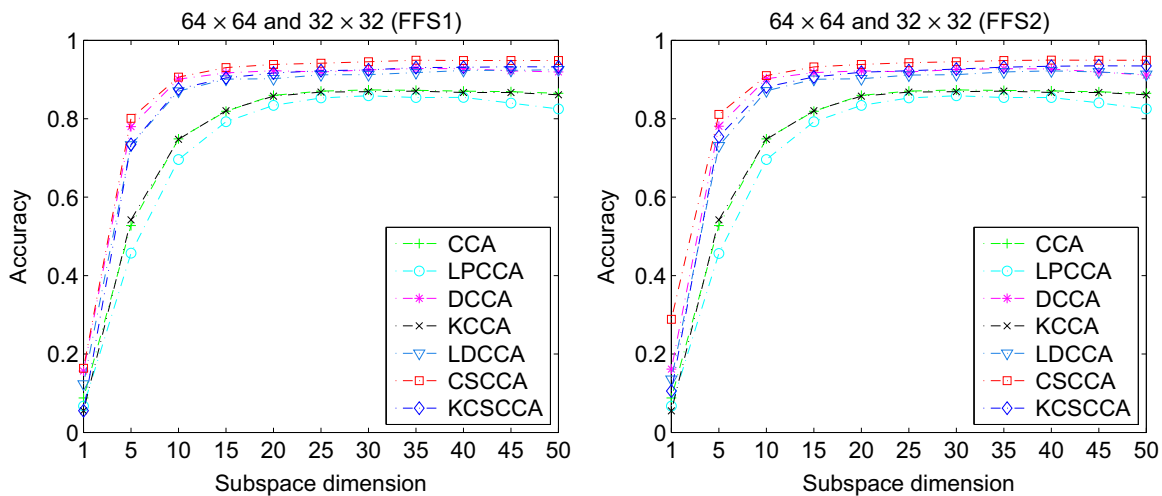 64 × 64 and 32 × 32 (FFS1)
1
0.8
0.6
0.4
0.2
0
Accuracy
CCA
LPCCA
DCCA
KCCA
LDCCA
CSCCA
KCSCCA
1 5 10 15 20 25 30 35 40 45 50
Subspace dimension
64 × 64 and 32 × 32 (FFS2)
1
0.8
0.6
0.4
0.2
0
Accuracy
CCA
LPCCA
DCCA
KCCA
LDCCA
CSCCA
KCSCCA
1 5 10 15 20 25 30 35 40 45 50
Subspace dimension